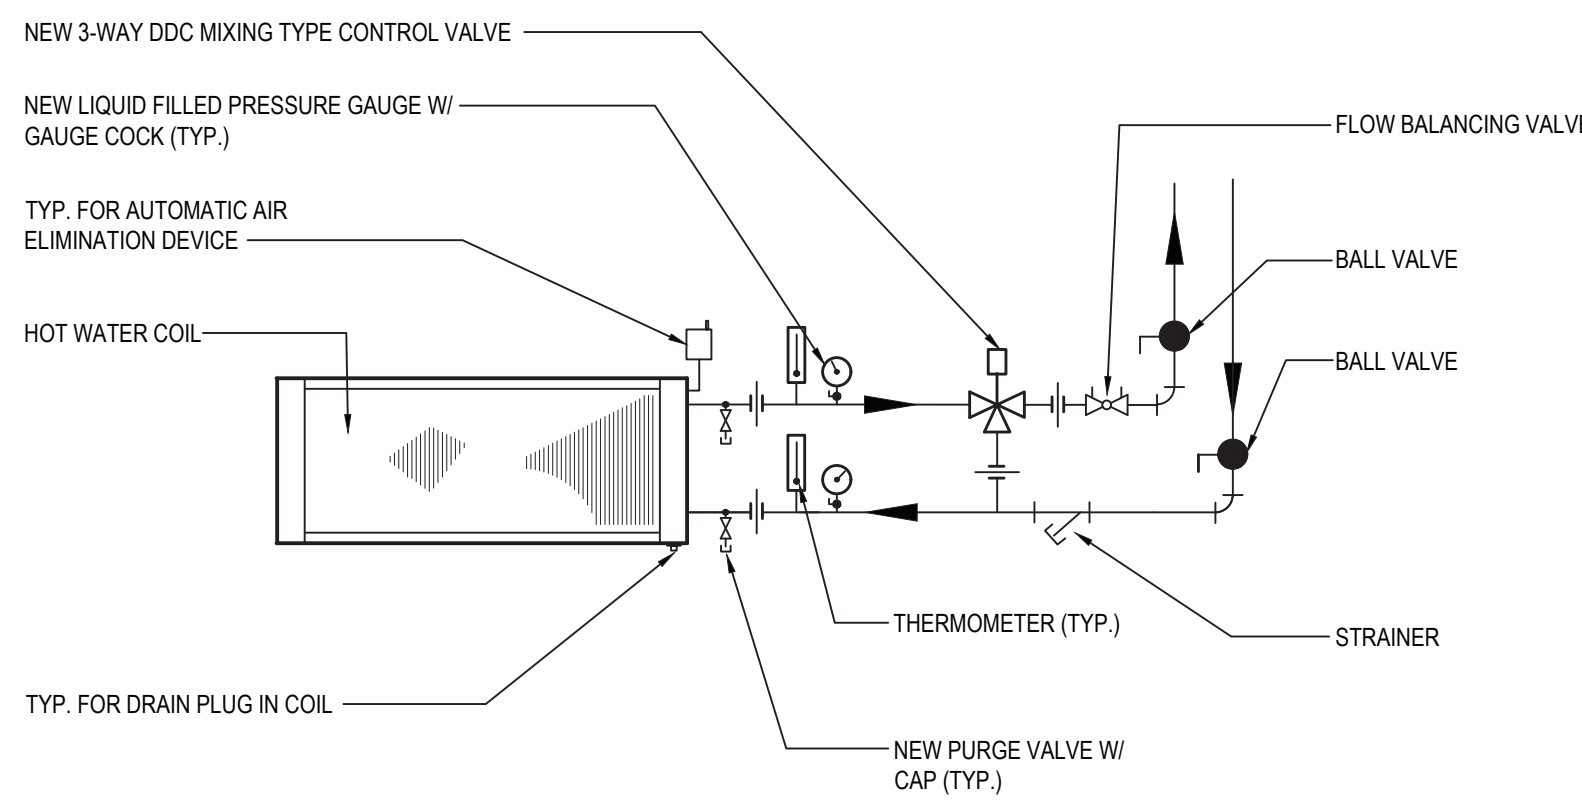 NEW 3-WAY DDC MIXING TYPE CONTROL VALVE
NEW LIQUID FILLED PRESSURE GAUGE W/
GAUGE COCK (TYP.)
FLOW BALANCING VALV
TYP. FOR AUTOMATIC AIR
ELIMINATION DEVICE
BALL VALVE
HOT WATER COIL
BALL VALVE
THERMOMETER (TYP.)
STRAINER
TYP. FOR DRAIN PLUG IN COIL
NEW PURGE VALVE W/
CAP (TYP.)